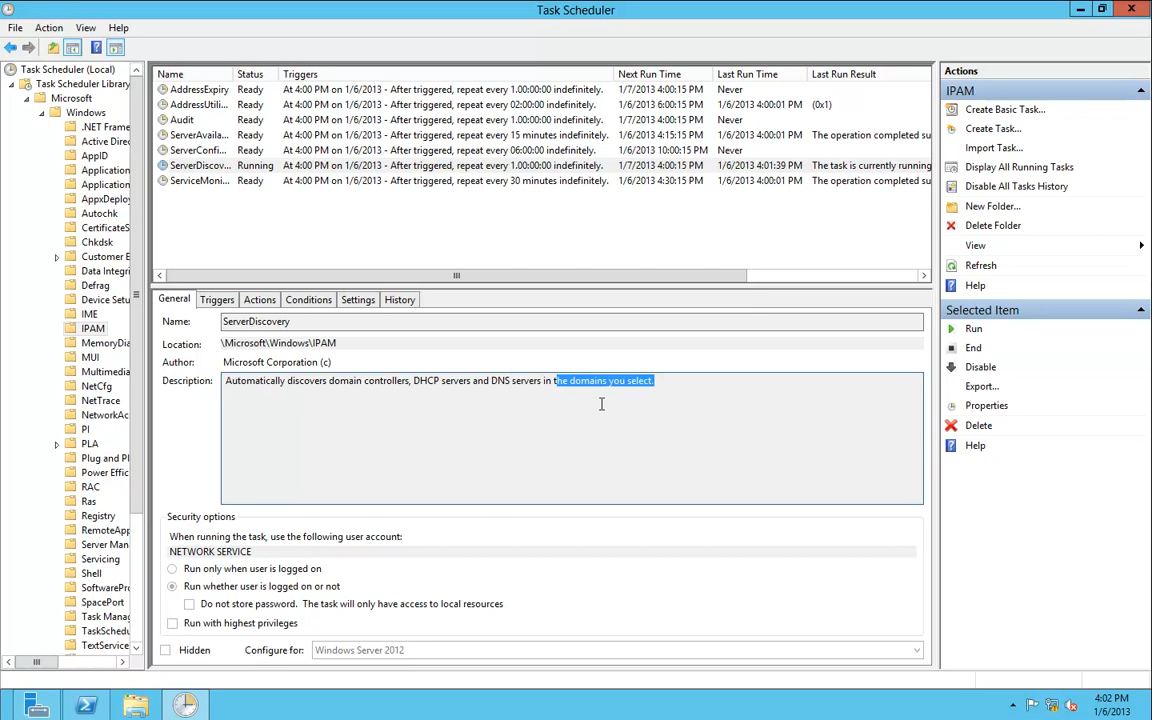 Task Scheduler
File Action View Help
Task Scheduler (Local)
Task Scheduler Library
Microsoft
Windows
.NET Frame
Active Direc
AppID
Application
Application
AppxDeploy
Autochk
CertificateS
Chkdsk
Customer E
Data Integri
Defrag
Device Setu
IME
IPAM
MemoryDia
MUI
Multimedia
NetCfg
NetTrace
NetworkAc
PI
PLA
Plug and Pl
Power Effic
RAC
Ras
Registry
RemoteApp
Server Man
Servicing
Shell
SoftwarePro
SpacePort
Task Manag
TaskSchedu
TextService
Name Status Triggers Next Run Time Last Run Time Last Run Result
AddressExpiry Ready At 4:00 PM on 1/6/2013 - After triggered, repeat every 1.00:00:00 indefinitely. 1/7/2013 4:00:15 PM Never
AddressUtili... Ready At 4:00 PM on 1/6/2013 - After triggered, repeat every 02:00:00 indefinitely. 1/6/2013 6:00:15 PM 1/6/2013 4:00:01 PM (0x1)
Audit Ready At 4:00 PM on 1/6/2013 - After triggered, repeat every 1.00:00:00 indefinitely. 1/7/2013 4:00:15 PM Never
ServerAvaila... Ready At 4:00 PM on 1/6/2013 - After triggered, repeat every 15 minutes indefinitely. 1/6/2013 4:15:15 PM 1/6/2013 4:00:01 PM The operation completed su
ServerConfi... Ready At 4:00 PM on 1/6/2013 - After triggered, repeat every 06:00:00 indefinitely. 1/6/2013 10:00:15 PM Never
ServerDiscov... Running At 4:00 PM on 1/6/2013 - After triggered, repeat every 1.00:00:00 indefinitely. 1/7/2013 4:00:15 PM 1/6/2013 4:01:39 PM The task is currently running
ServiceMoni... Ready At 4:00 PM on 1/6/2013 - After triggered, repeat every 30 minutes indefinitely. 1/6/2013 4:30:15 PM 1/6/2013 4:00:01 PM The operation completed su
General Triggers Actions Conditions Settings History
Name: ServerDiscovery
Location: \Microsoft\Windows\IPAM
Author: Microsoft Corporation (c)
Description: Automatically discovers domain controllers, DHCP servers and DNS servers in the domains you select.
Security options
When running the task, use the following user account:
NETWORK SERVICE
Run only when user is logged on
Run whether user is logged on or not
Do not store password. The task will only have access to local resources
Run with highest privileges
Hidden Configure for: Windows Server 2012
Actions
IPAM
Create Basic Task...
Create Task...
Import Task...
Display All Running Tasks
Disable All Tasks History
New Folder...
Delete Folder
View
Refresh
Help
Selected Item
Run
End
Disable
Export...
Properties
Delete
Help
4:02 PM
1/6/2013